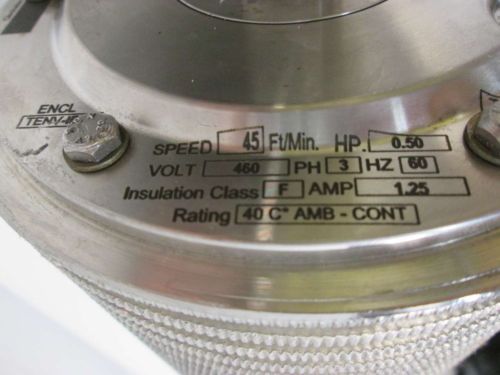 ENCL
SPEED 45 Ft/Min. HP. 0.50
VOLT 460 PH 3 HZ 60
Insulation Class F AMP 1.25
Rating 40 C° AMB - CONT